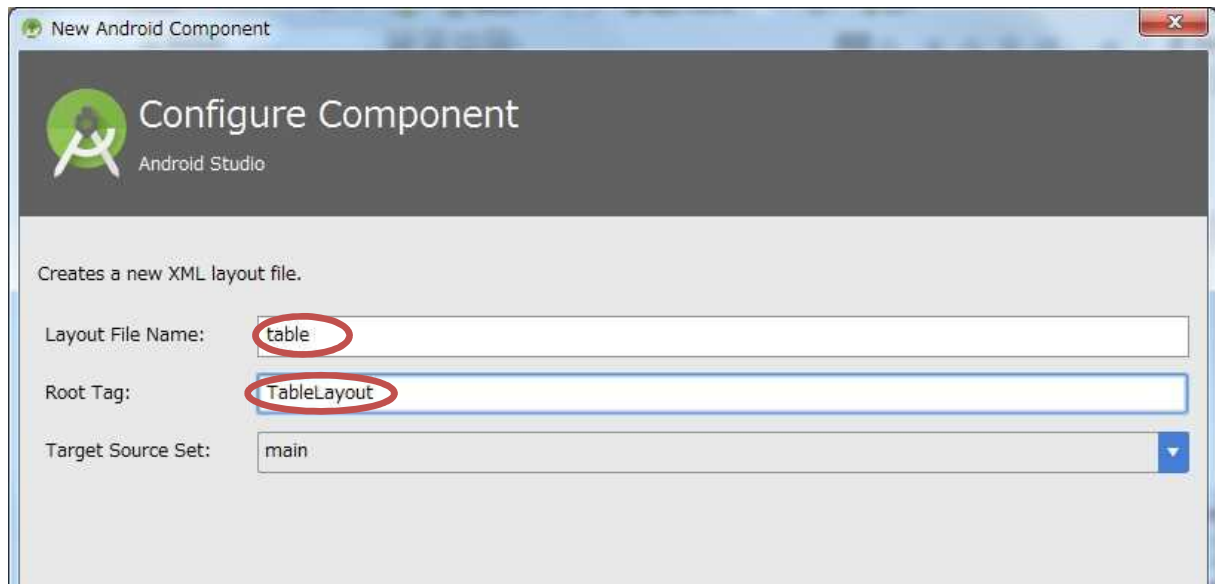 New Android Component
Configure Component
Android Studio
Creates a new XML layout file.
Layout File Name: table
Root Tag: TableLayout
Target Source Set: main